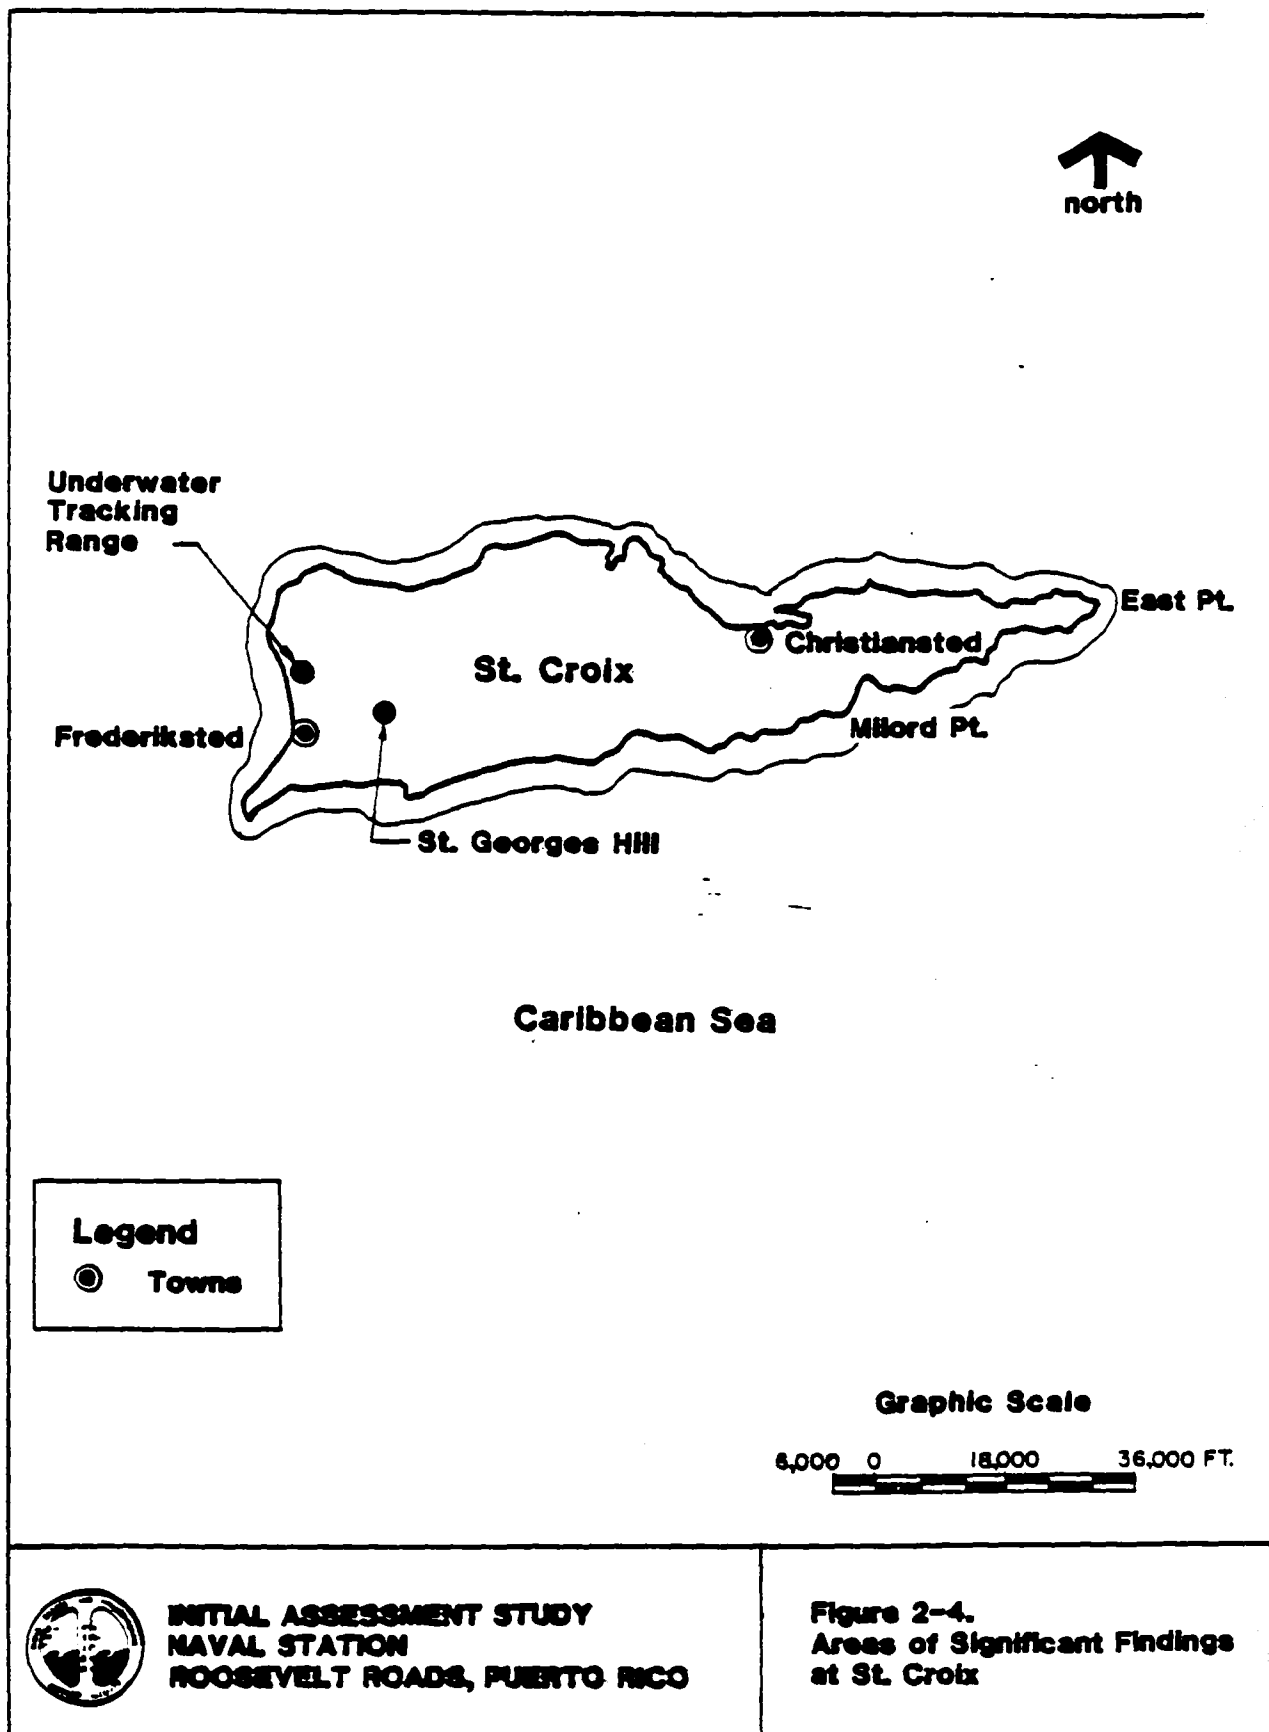 north
Underwater
Tracking
Range
East Pt.
Christiansted
St. Croix
Milord Pt.
Frederiksted
St. Georges Hill
Caribbean Sea
Legend
Towns
Graphic Scale
6,000 0 18,000 36,000 FT.
INITIAL ASSESSMENT STUDY
NAVAL STATION
ROOSEVELT ROADS, PUERTO RICO
Figure 2-4.
Areas of Significant Findings
at St. Croix